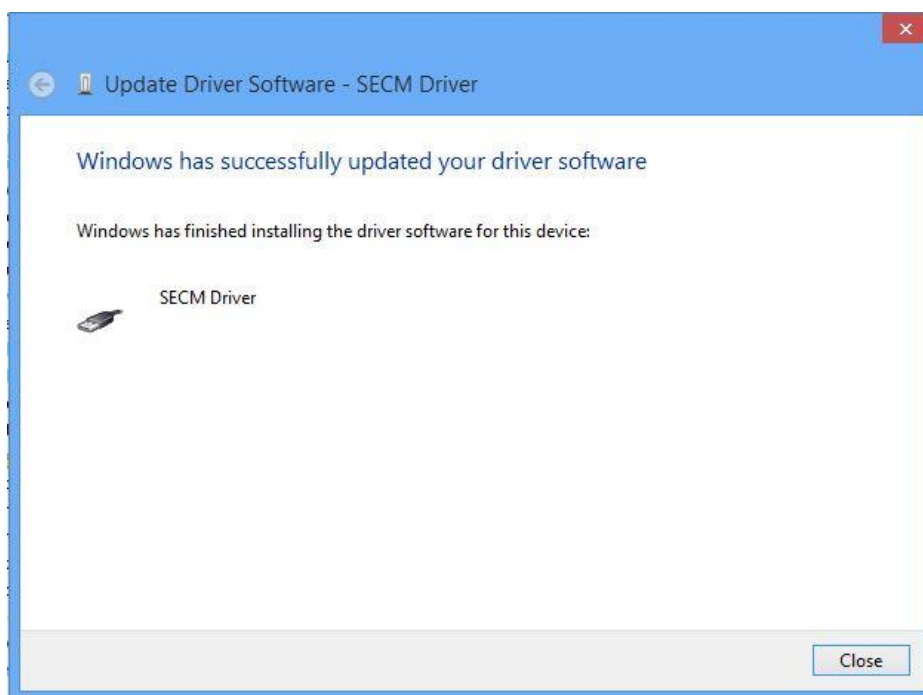 Update Driver Software - SECM Driver
Windows has successfully updated your driver software
Windows has finished installing the driver software for this device:
SECM Driver
Close